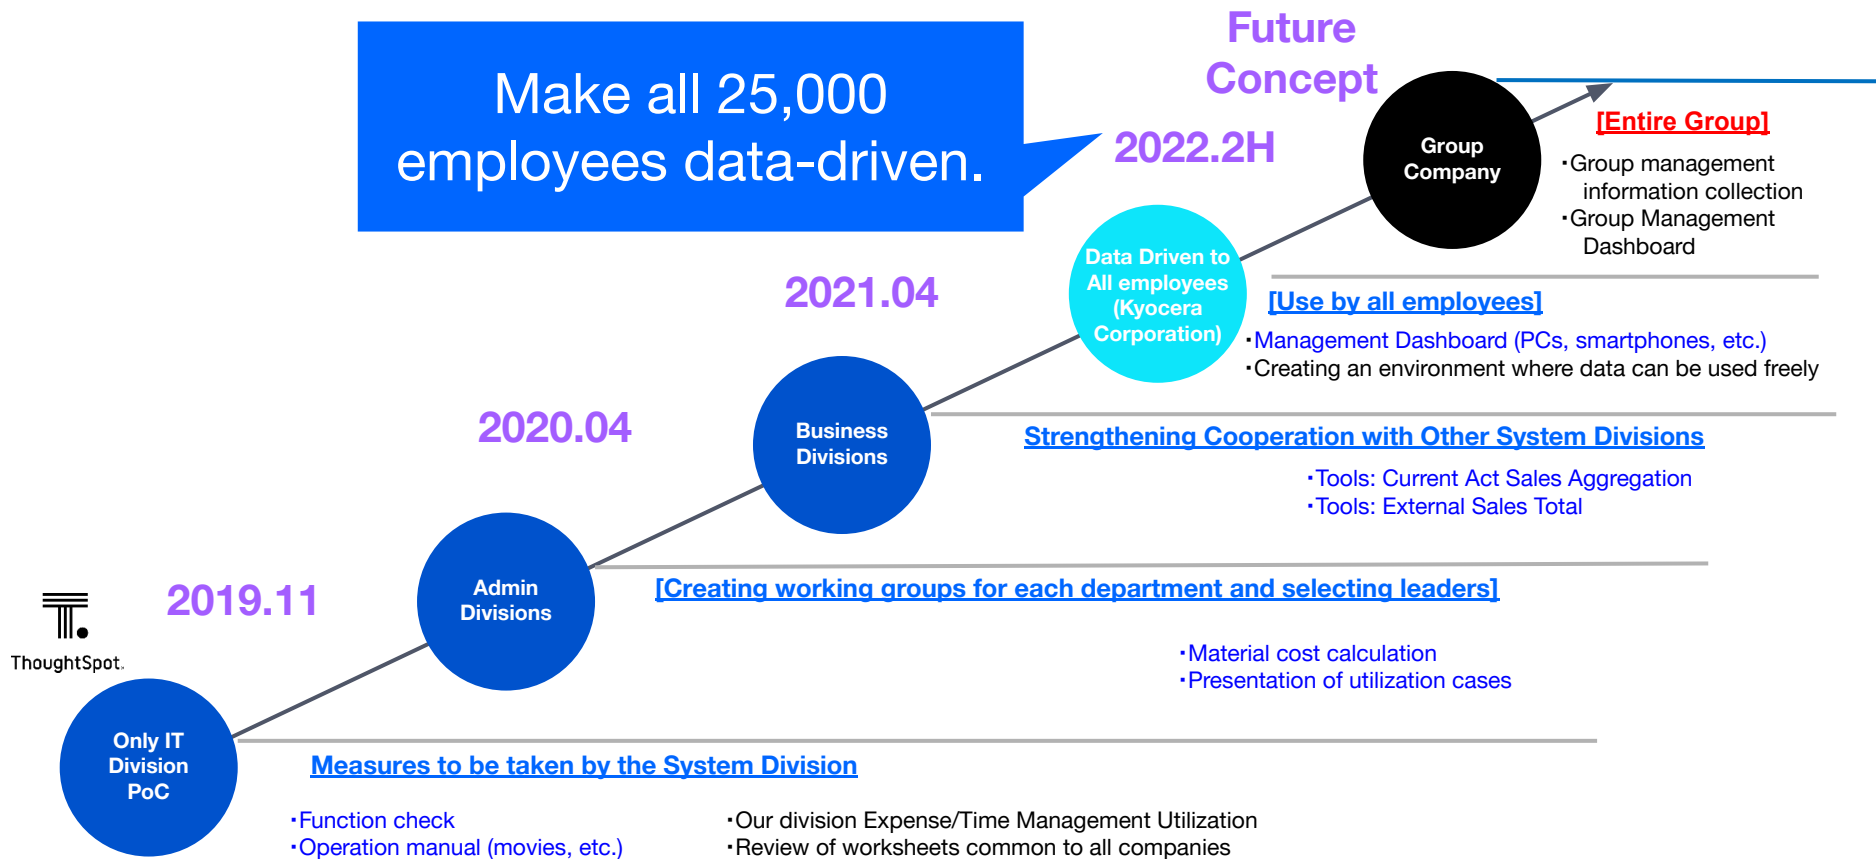 Future
Concept
Make all 25,000
employees data-driven.
2022.2H
Group
Company
[Entire Group]
・Group management
information collection
・Group Management
Dashboard
Data Driven to
All employees
(Kyocera
Corporation)
2021.04
[Use by all employees]
・Management Dashboard (PCs, smartphones, etc.)
・Creating an environment where data can be used freely
Business
Divisions
2020.04
Strengthening Cooperation with Other System Divisions
・Tools: Current Act Sales Aggregation
・Tools: External Sales Total
Admin
Divisions
2019.11
[Creating working groups for each department and selecting leaders]
・Material cost calculation
・Presentation of utilization cases
T.
ThoughtSpot.
Only IT
Division
PoC
Measures to be taken by the System Division
・Function check
・Operation manual (movies, etc.)
・Our division Expense/Time Management Utilization
・Review of worksheets common to all companies